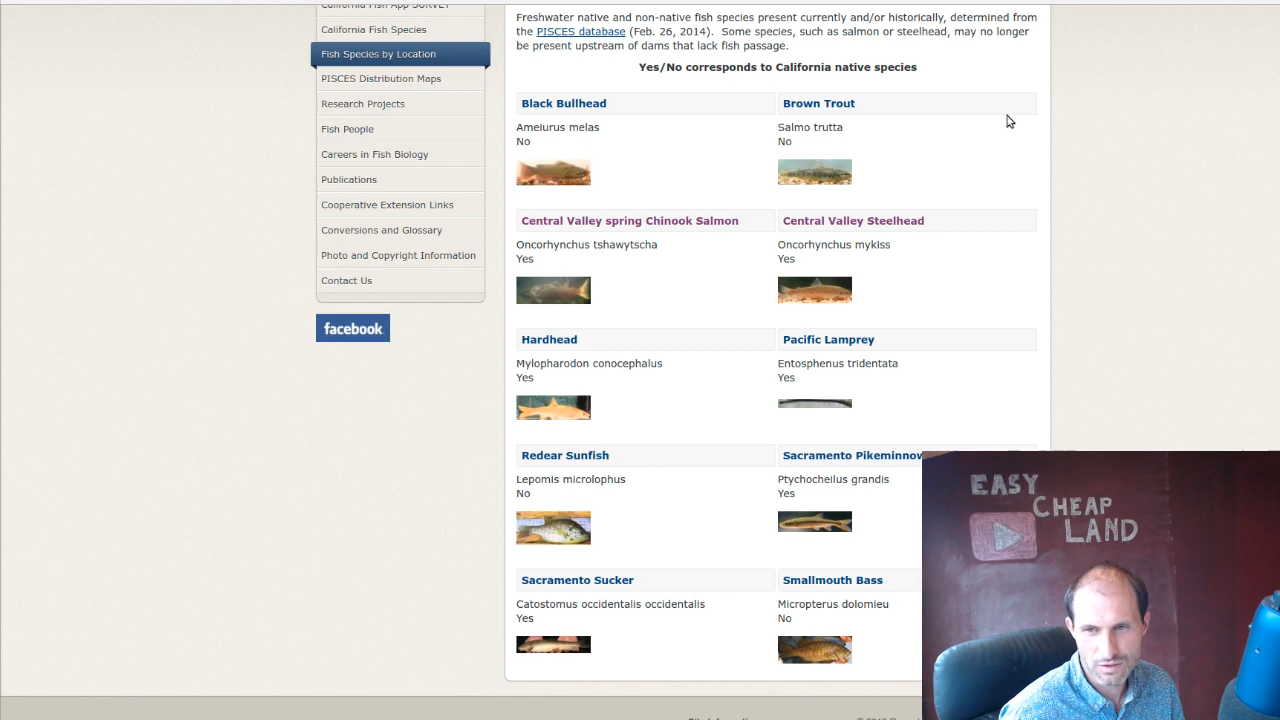 California Fish App SURVEY
California Fish Species
Fish Species by Location
PISCES Distribution Maps
Research Projects
Fish People
Careers in Fish Biology
Publications
Cooperative Extension Links
Conversions and Glossary
Photo and Copyright Information
Contact Us
facebook
Freshwater native and non-native fish species present currently and/or historically, determined from
the PISCES database (Feb. 26, 2014). Some species, such as salmon or steelhead, may no longer
be present upstream of dams that lack fish passage.
Yes/No corresponds to California native species
Black Bullhead
Ameiurus melas
No
Brown Trout
Salmo trutta
No
Central Valley spring Chinook Salmon
Oncorhynchus tshawytscha
Yes
Central Valley Steelhead
Oncorhynchus mykiss
Yes
Hardhead
Mylopharodon conocephalus
Yes
Pacific Lamprey
Entosphenus tridentata
Yes
Redear Sunfish
Lepomis microlophus
No
Sacramento Pikeminnow
Ptychocheilus grandis
Yes
Sacramento Sucker
Catostomus occidentalis occidentalis
Yes
Smallmouth Bass
Micropterus dolomieu
No
EASY
CHEAP
LAND